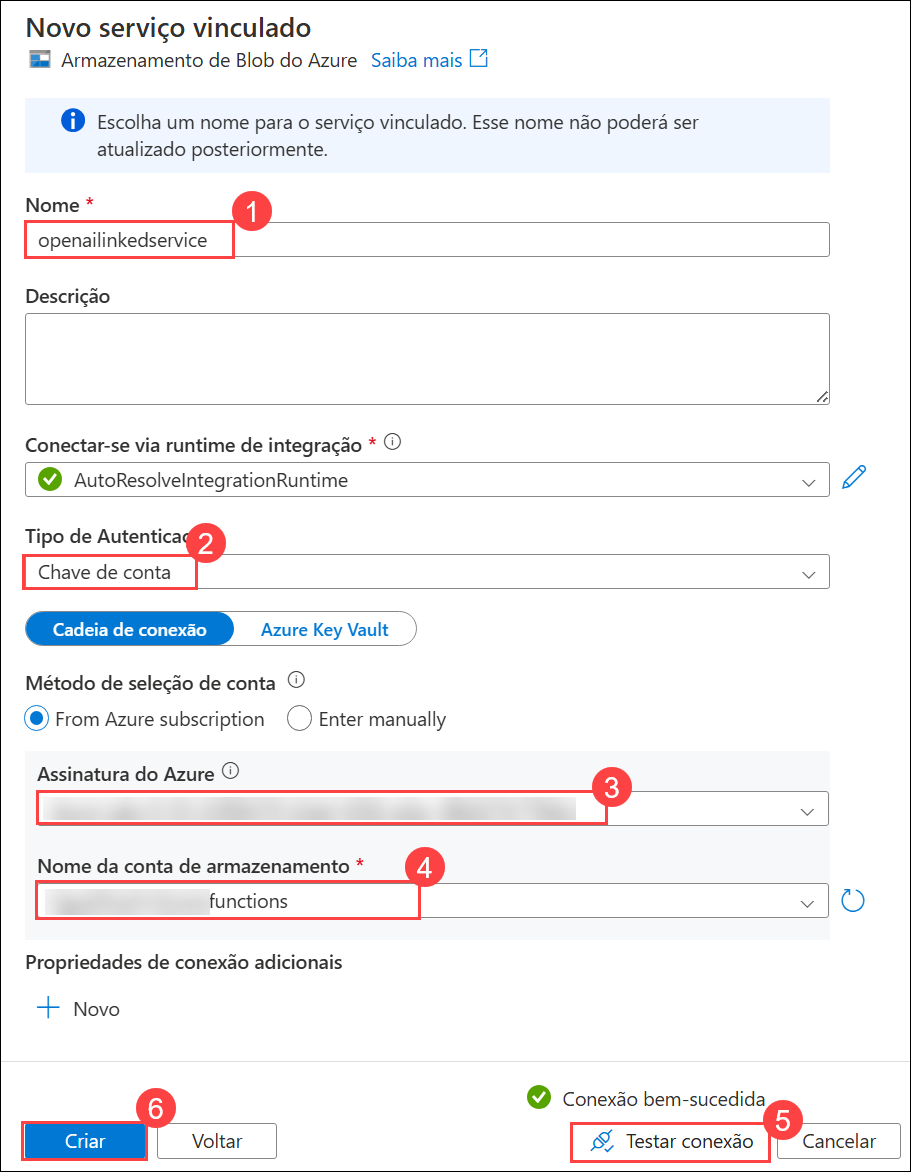 Novo serviço vinculado
Armazenamento de Blob do Azure Saiba mais
Escolha um nome para o serviço vinculado. Esse nome não poderá ser
atualizado posteriormente.
Nome *
1
openailinkedservice
Descrição
Conectar-se via runtime de integração *
AutoResolveIntegrationRuntime
Tipo de Autenticac
2
Chave de conta
Cadeia de conexão Azure Key Vault
Método de seleção de conta
From Azure subscription Enter manually
Assinatura do Azure
3
Nome da conta de armazenamento *
4
functions
Propriedades de conexão adicionais
Novo
Conexão bem-sucedida
6
5
Criar Voltar Testar conexão Cancelar